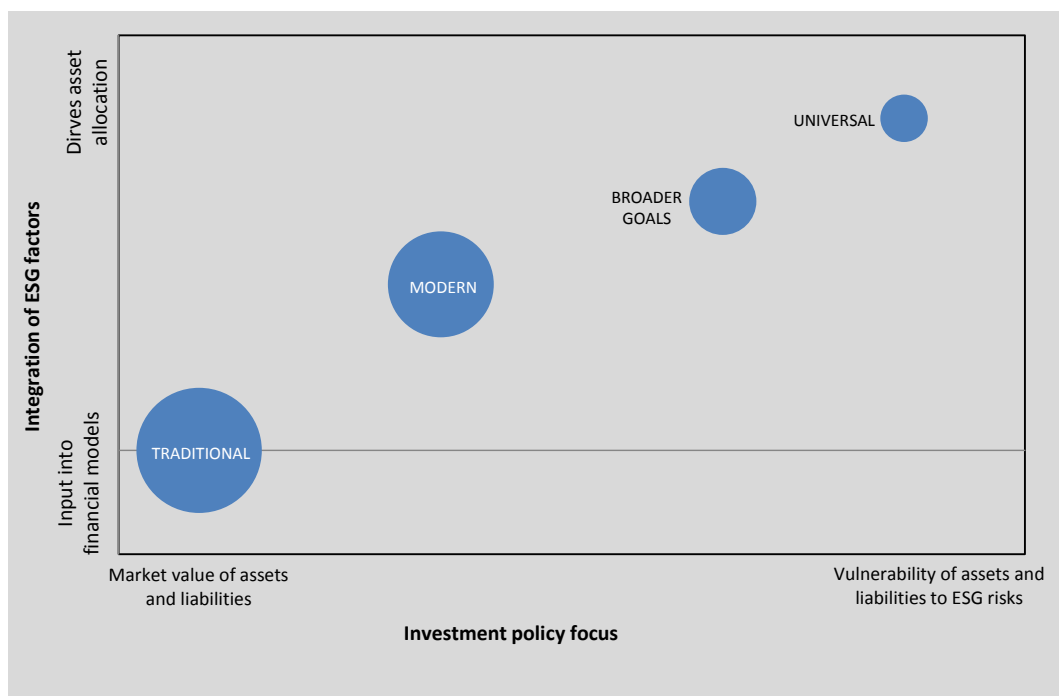 Dirves asset
allocation
UNIVERSAL
BROADER
GOALS
Integration of ESG factors
MODERN
TRADITIONAL
Input into
financial models
Market value of assets
and liabilities
Vulnerability of assets and
liabilities to ESG risks
Investment policy focus